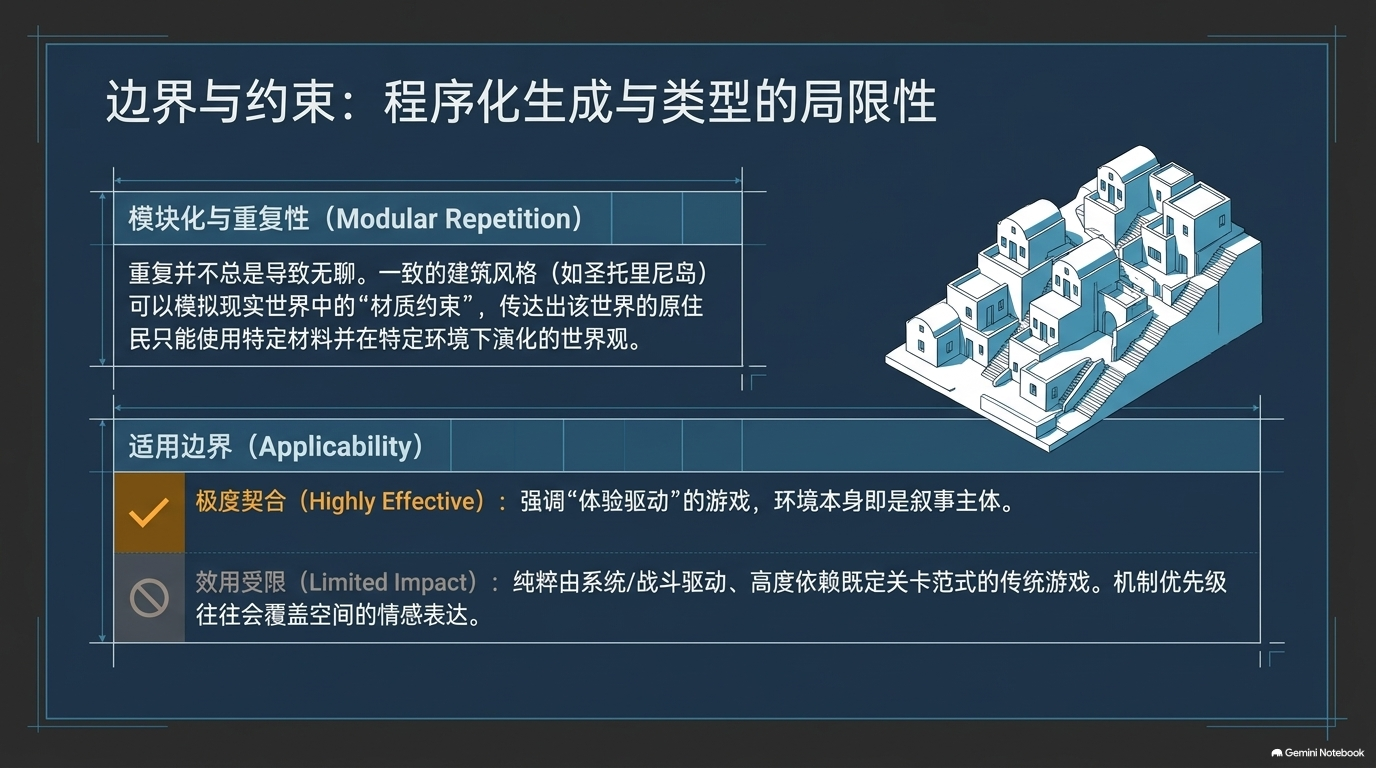 边界与约束：程序化生成与类型的局限性
模块化与重复性（Modular Repetition）
重复并不总是导致无聊。一致的建筑风格（如圣托里尼岛）
可以模拟现实世界中的“材质约束”，传达出该世界的原住
民只能使用特定材料并在特定环境下演化的世界观。
适用边界（Applicability）
极度契合（Highly Effective）：强调“体验驱动”的游戏，环境本身即是叙事主体。
效用受限（Limited Impact）：纯粹由系统/战斗驱动、高度依赖既定关卡范式的传统游戏。机制优先级
往往会覆盖空间的情感表达。
Gemini Notebook